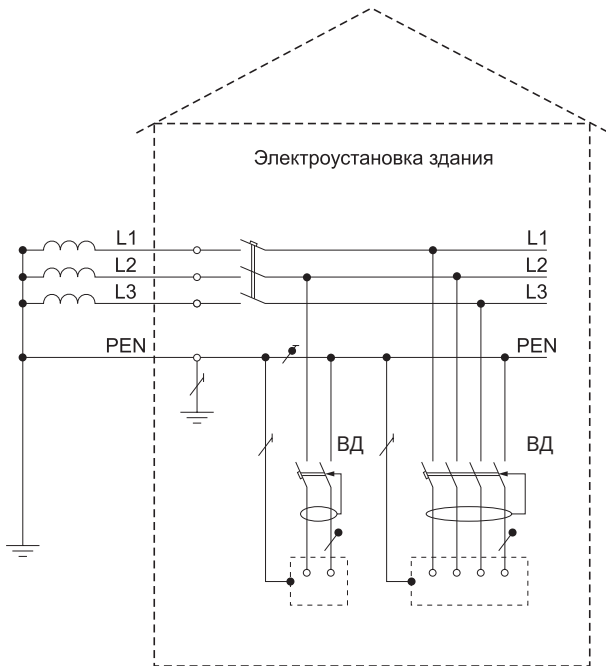 Электроустановка здания
L1 L1
L2 L2
L3 L3
PEN PEN
ВД ВД